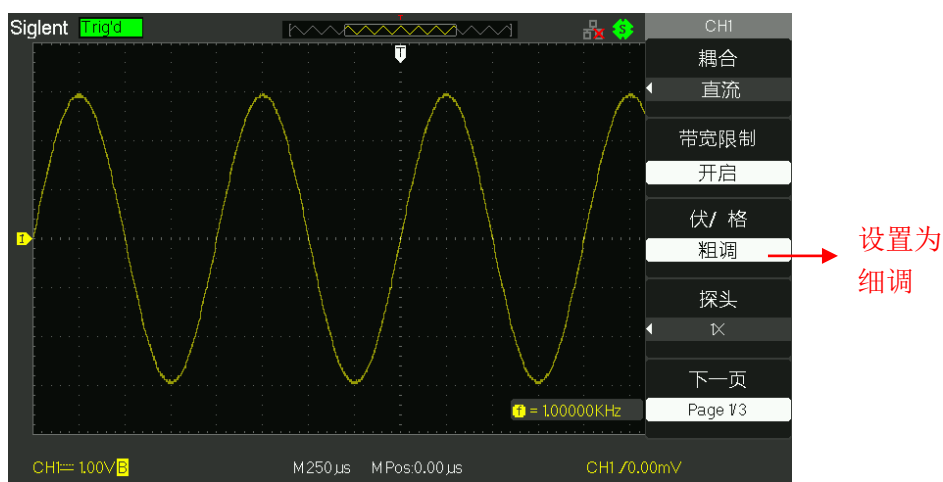 Siglent Trig'd
T
T
S
CH1
耦合
直流
带宽限制
开启
伏/ 格
粗调
设置为
细调
探头
1X
下一页
Page 1/3
1
f = 1.00000KHz
CH1 1.00V B
M 250μs M Pos:0.00μs
CH1 /0.00mV